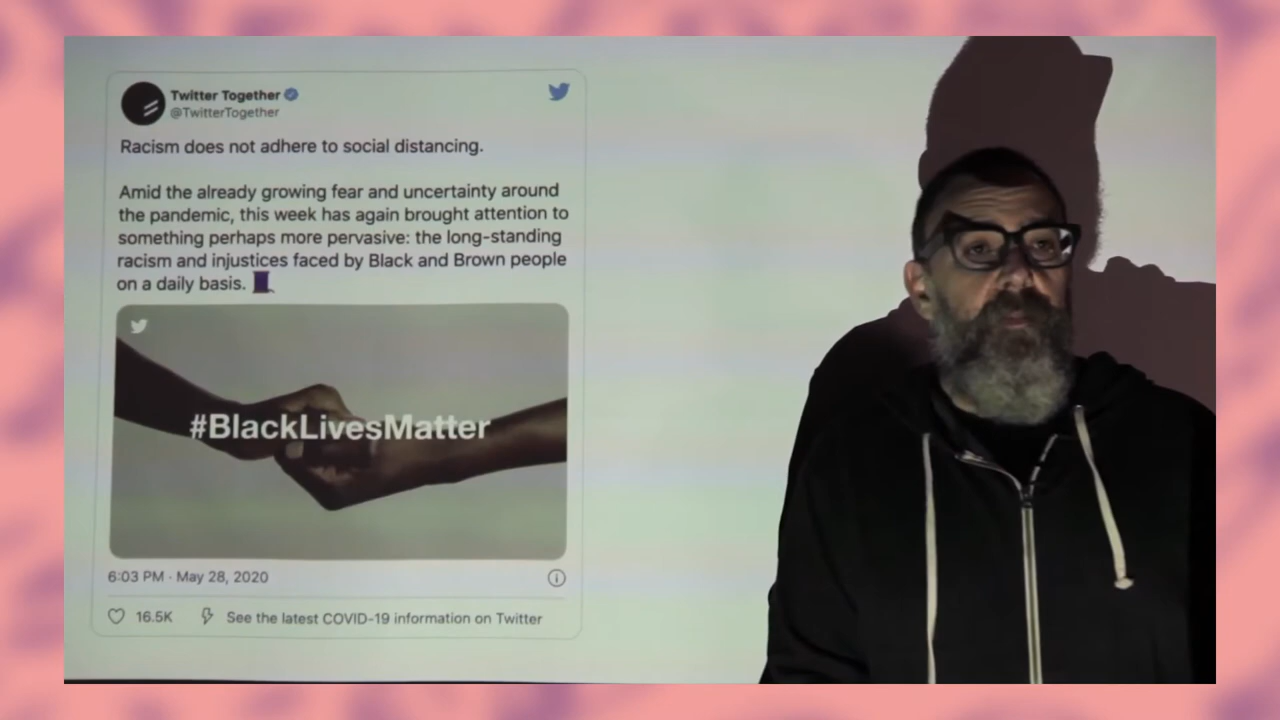 Twitter Together
@TwitterTogether
Racism does not adhere to social distancing.
Amid the already growing fear and uncertainty around
the pandemic, this week has again brought attention to
something perhaps more pervasive: the long-standing
racism and injustices faced by Black and Brown people
on a daily basis.
#BlackLivesMatter
6:03 PM · May 28, 2020
16.5K See the latest COVID-19 information on Twitter